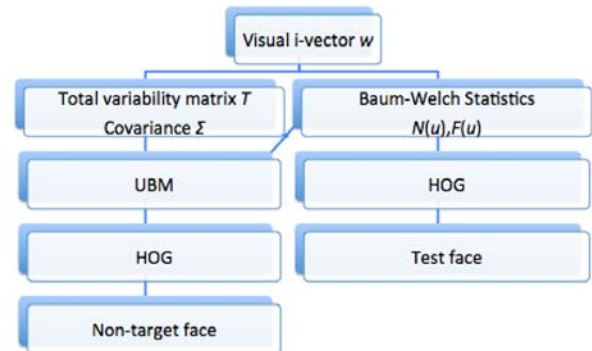 Visual i-vector w
Total variability matrix T
Covariance Σ
Baum-Welch Statistics
N(u),F(u)
UBM
HOG
HOG
Test face
Non-target face